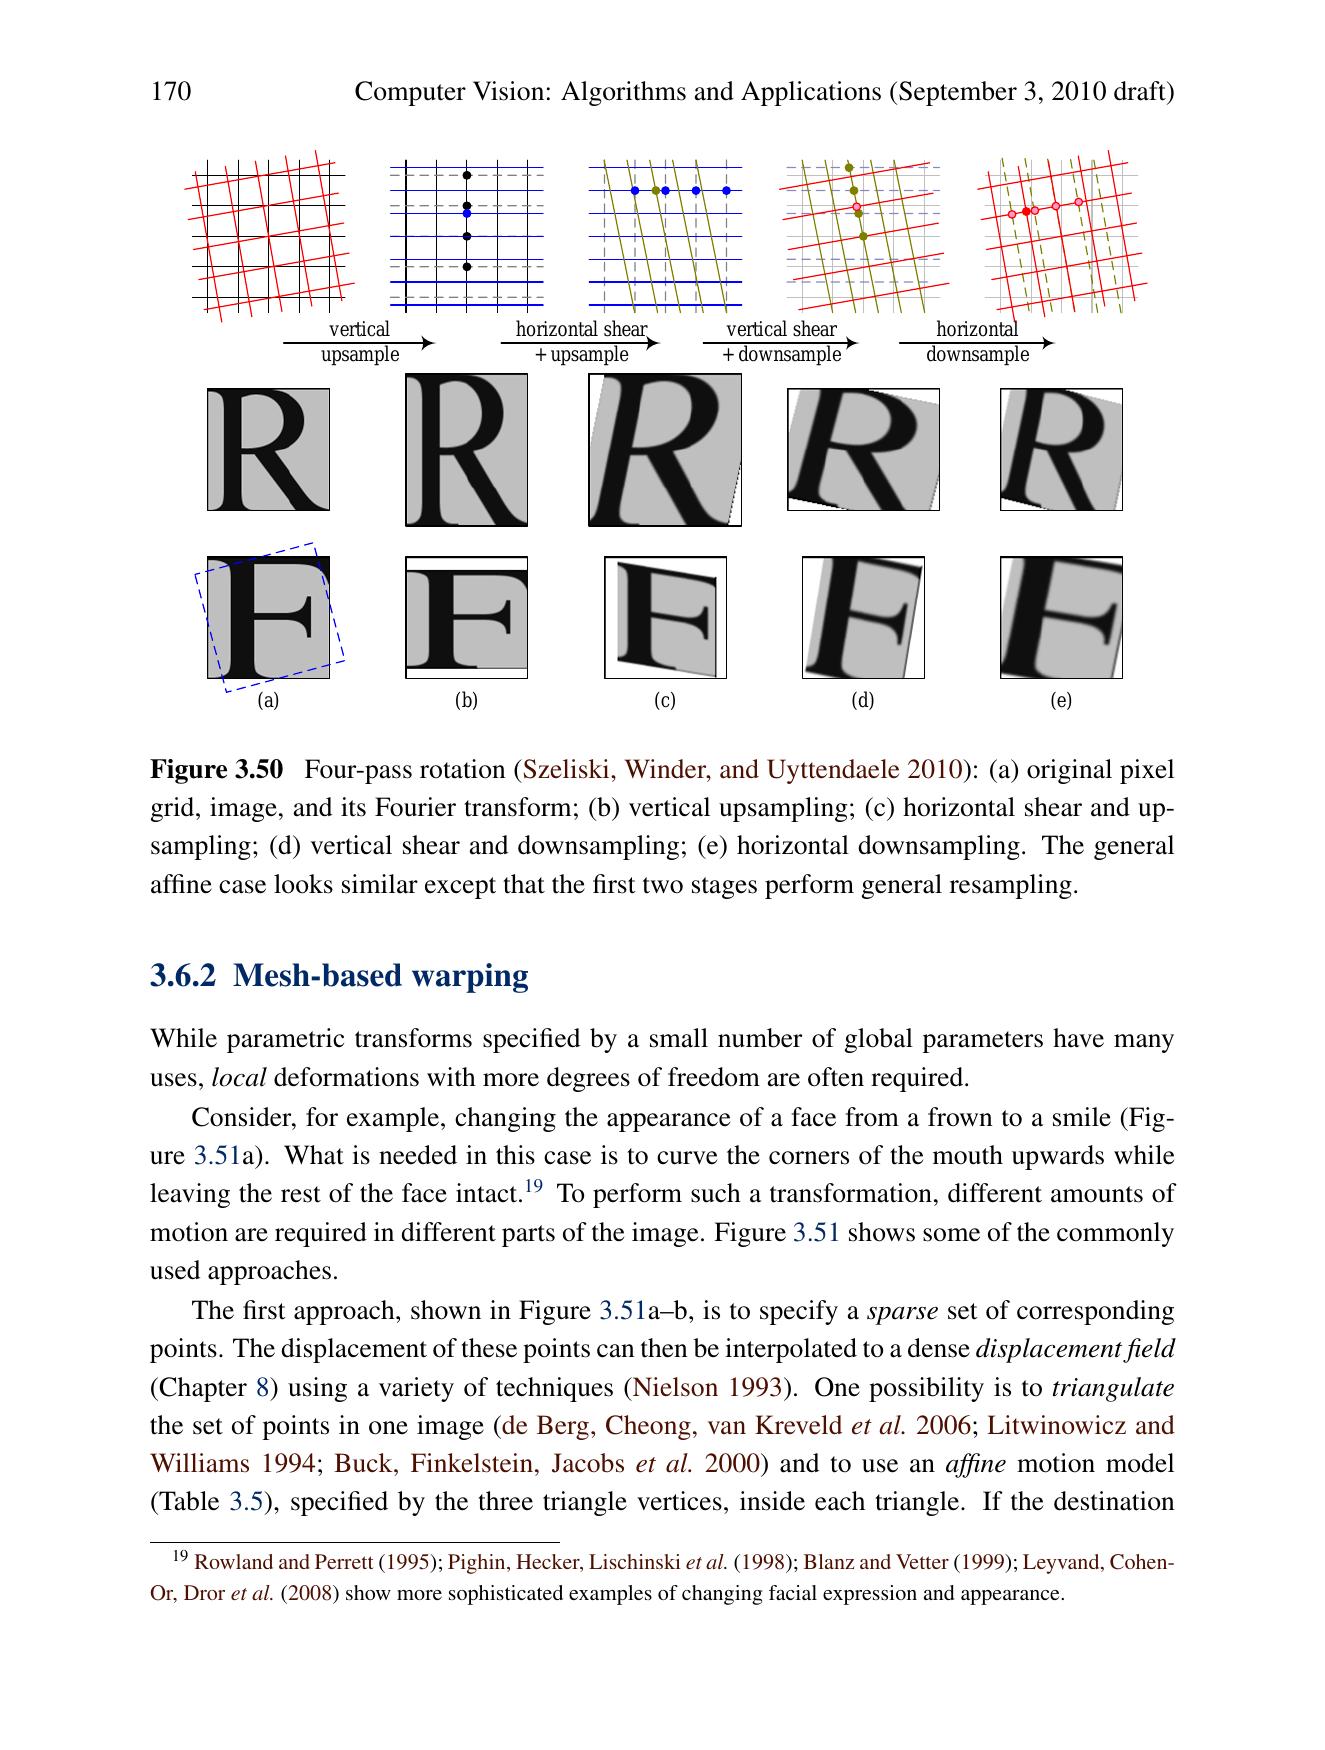 170 Computer Vision: Algorithms and Applications (September 3, 2010 draft)
vertical upsample
horizontal shear + upsample
vertical shear + downsample
horizontal downsample
R R R R R
F F F F F
(a) (b) (c) (d) (e)
Figure 3.50 Four-pass rotation (Szeliski, Winder, and Uyttendaele 2010): (a) original pixel
grid, image, and its Fourier transform; (b) vertical upsampling; (c) horizontal shear and up-
sampling; (d) vertical shear and downsampling; (e) horizontal downsampling. The general
affine case looks similar except that the first two stages perform general resampling.
3.6.2 Mesh-based warping
While parametric transforms specified by a small number of global parameters have many
uses, local deformations with more degrees of freedom are often required.
Consider, for example, changing the appearance of a face from a frown to a smile (Fig-
ure 3.51a). What is needed in this case is to curve the corners of the mouth upwards while
leaving the rest of the face intact.19 To perform such a transformation, different amounts of
motion are required in different parts of the image. Figure 3.51 shows some of the commonly
used approaches.
The first approach, shown in Figure 3.51a–b, is to specify a sparse set of corresponding
points. The displacement of these points can then be interpolated to a dense displacement field
(Chapter 8) using a variety of techniques (Nielson 1993). One possibility is to triangulate
the set of points in one image (de Berg, Cheong, van Kreveld et al. 2006; Litwinowicz and
Williams 1994; Buck, Finkelstein, Jacobs et al. 2000) and to use an affine motion model
(Table 3.5), specified by the three triangle vertices, inside each triangle. If the destination
19 Rowland and Perrett (1995); Pighin, Hecker, Lischinski et al. (1998); Blanz and Vetter (1999); Leyvand, Cohen-
Or, Dror et al. (2008) show more sophisticated examples of changing facial expression and appearance.